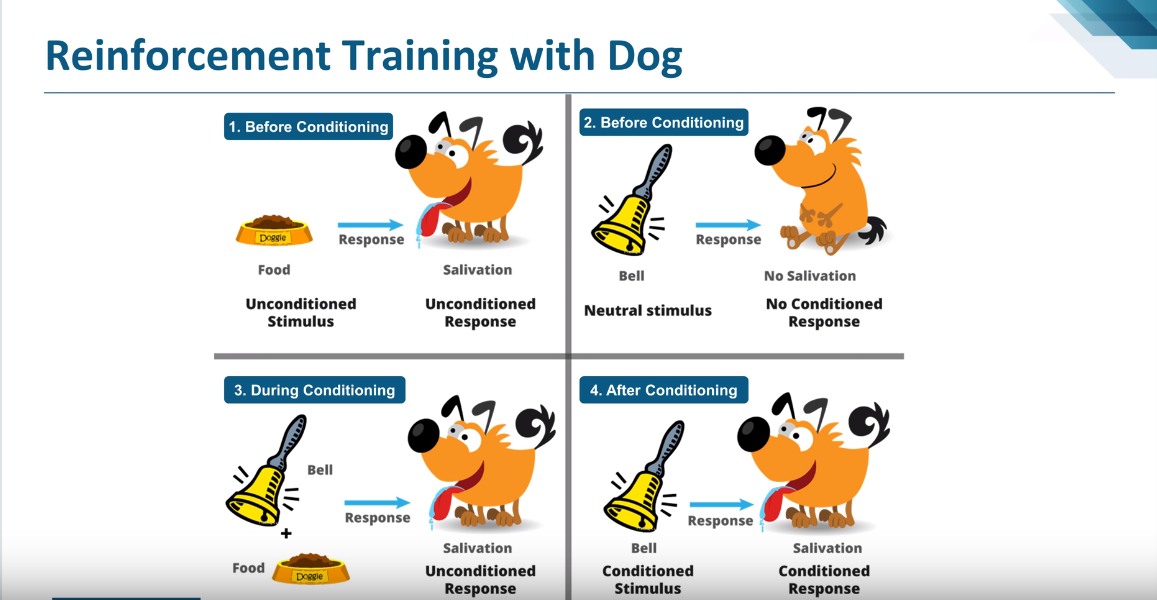 Reinforcement Training with Dog
1. Before Conditioning
Doggie
Response
Food
Salivation
Unconditioned
Stimulus
Unconditioned
Response
2. Before Conditioning
Response
Bell
No Salivation
Neutral stimulus
No Conditioned
Response
3. During Conditioning
Bell
Response
+
Food
Doggie
Salivation
Unconditioned
Response
4. After Conditioning
Response
Bell
Salivation
Conditioned
Stimulus
Conditioned
Response